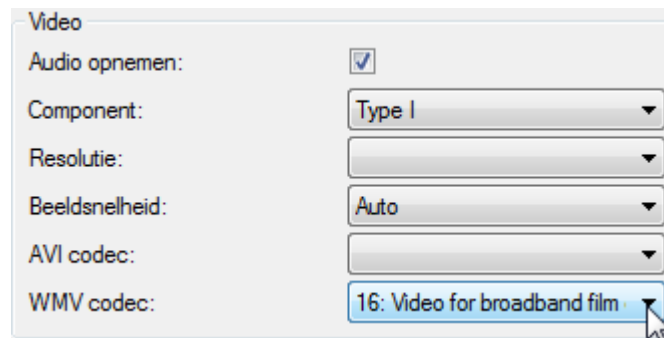 Video
Audio opnemen:
Component: Type I
Resolutie:
Beeldsnelheid: Auto
AVI codec:
WMV codec: 16: Video for broadband film